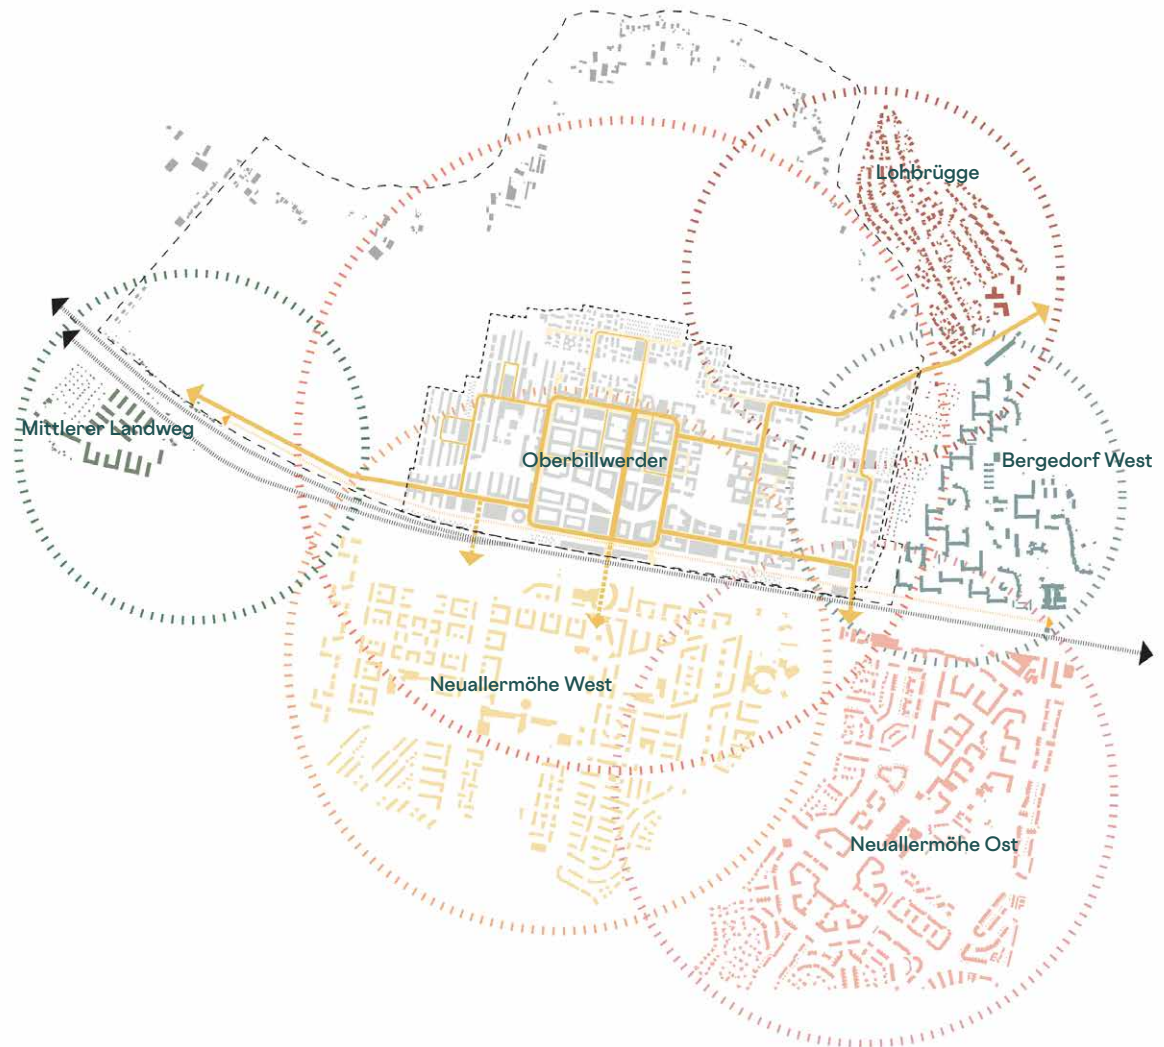 Lohbrügge
Mittlerer Landweg
Oberbillwerder
Bergedorf West
Neuallermöhe West
Neuallermöhe Ost